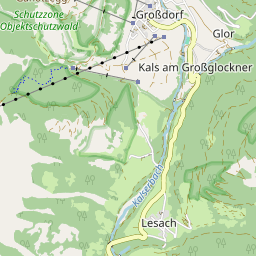 Großdorf
Schutzzone
Objektschutzwald
Glor
Kals am Großglockner
Kalserbach
Lesach